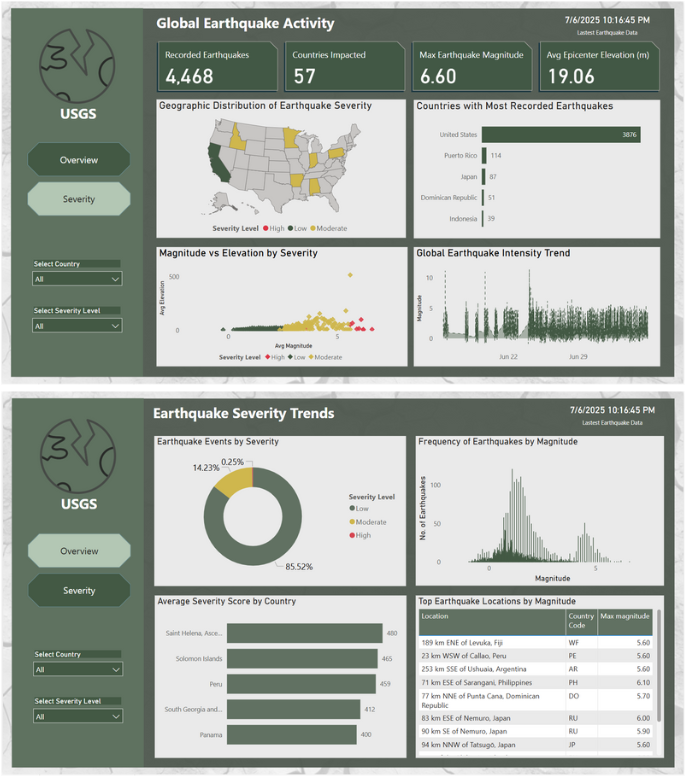 Global Earthquake Activity
7/6/2025 10:16:45 PM
Lastest Earthquake Data
USGS
Overview
Severity
Select Country
All
Select Severity Level
All
Recorded Earthquakes
4,468
Countries Impacted
57
Max Earthquake Magnitude
6.60
Avg Epicenter Elevation (m)
19.06
Geographic Distribution of Earthquake Severity
Severity Level High Low Moderate
Countries with Most Recorded Earthquakes
United States 3876
Puerto Rico 114
Japan 87
Dominican Republic 51
Indonesia 39
Magnitude vs Elevation by Severity
Avg Elevation
500
0
0 5
Avg Magnitude
Severity Level High Low Moderate
Global Earthquake Intensity Trend
Magnitude
10
5
0
Jun 22 Jun 29
Earthquake Severity Trends
7/6/2025 10:16:45 PM
Lastest Earthquake Data
USGS
Overview
Severity
Select Country
All
Select Severity Level
All
Earthquake Events by Severity
0.25%
14.23%
85.52%
Severity Level
Low
Moderate
High
Frequency of Earthquakes by Magnitude
No. of Earthquakes
100
50
0
0 5
Magnitude
Average Severity Score by Country
Saint Helena, Asce... 480
Solomon Islands 465
Peru 459
South Georgia and... 412
Panama 400
Top Earthquake Locations by Magnitude
Location Country Code Max magnitude
189 km ENE of Levuka, Fiji WF 5.60
23 km WSW of Callao, Peru PE 5.60
253 km SSE of Ushuaia, Argentina AR 5.60
71 km ESE of Sarangani, Philippines PH 6.10
77 km NNE of Punta Cana, Dominican Republic DO 5.70
83 km ESE of Nemuro, Japan RU 6.00
90 km SE of Nemuro, Japan RU 5.90
94 km NNW of Tatsugō, Japan JP 5.60